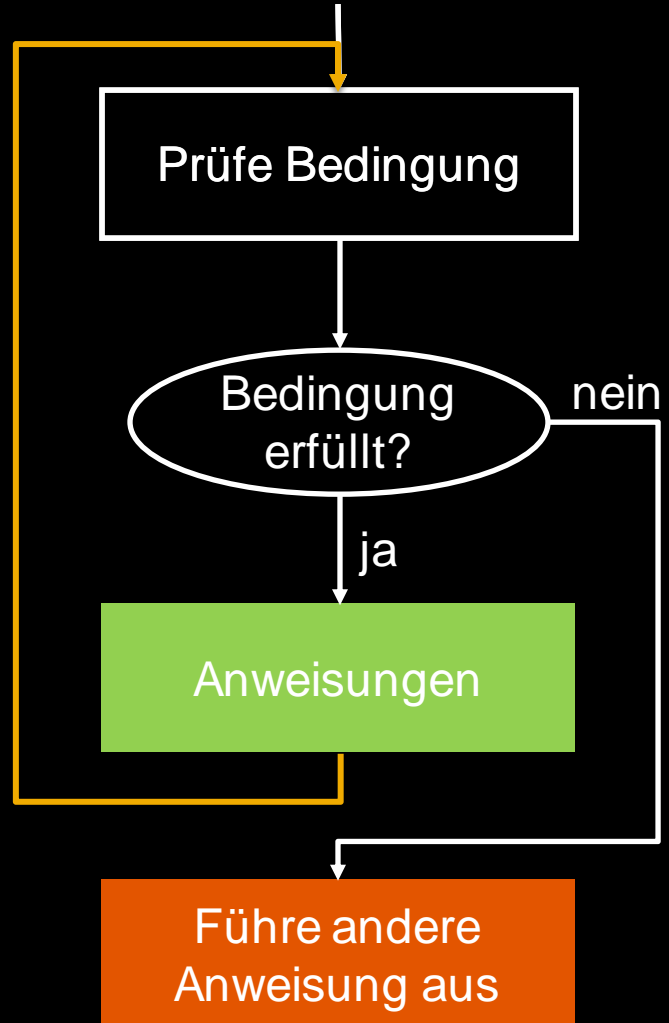 Prüfe Bedingung
Bedingung
erfüllt?
nein
ja
Anweisungen
Führe andere
Anweisung aus